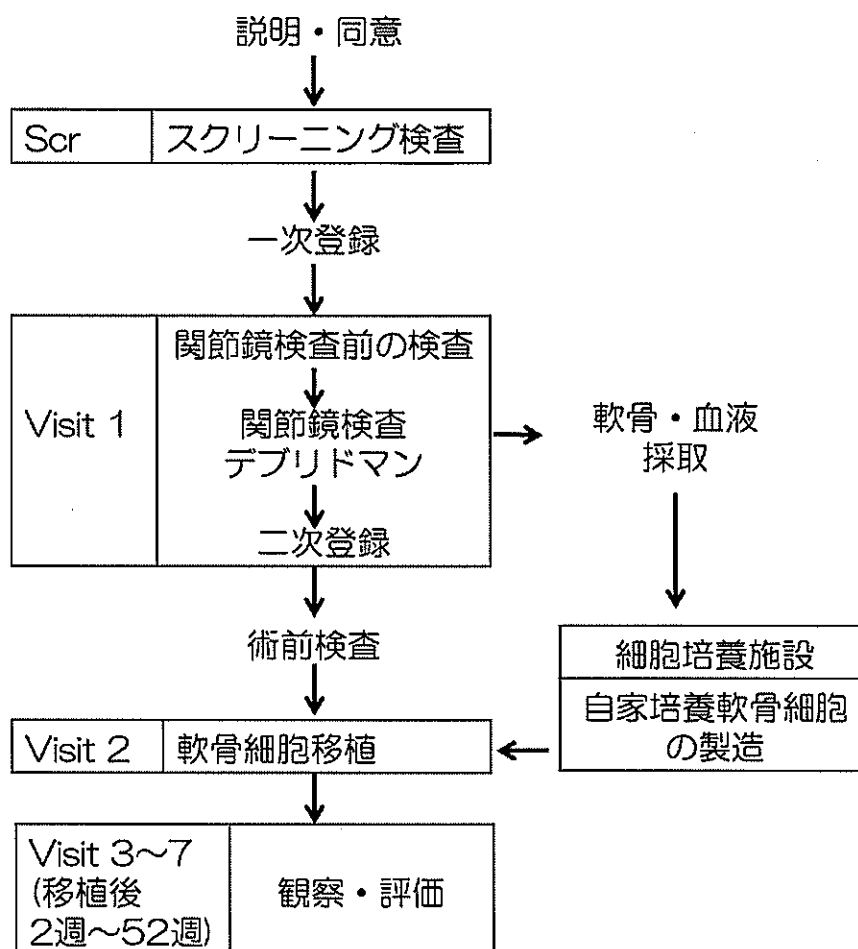 説明・同意
Scr
スクリーニング検査
一次登録
Visit 1
関節鏡検査前の検査
関節鏡検査
デブリドマン
二次登録
軟骨・血液
採取
術前検査
細胞培養施設
自家培養軟骨細胞
の製造
Visit 2
軟骨細胞移植
Visit 3～7
(移植後
2週～52週)
観察・評価